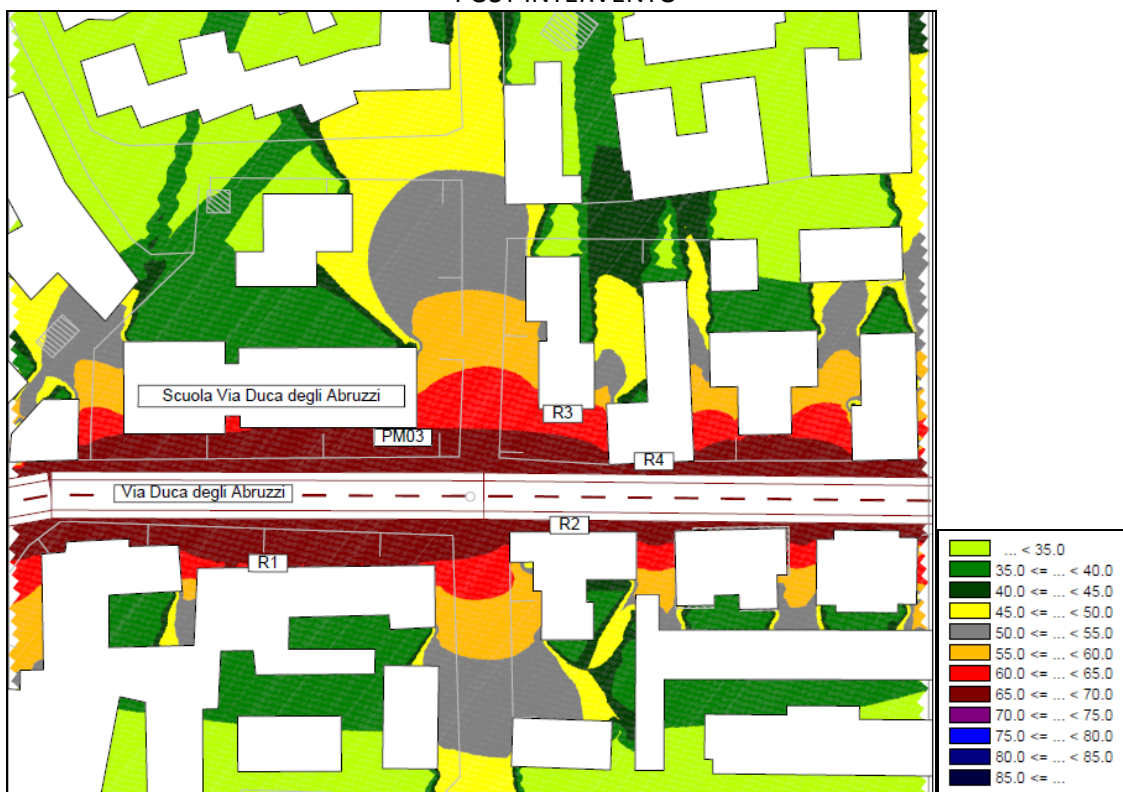 POST INTERVENTO
Scuola Via Duca degli Abruzzi
R3
PM03
R4
Via Duca degli Abruzzi
R2
R1
... < 35.0
35.0 <= ... < 40.0
40.0 <= ... < 45.0
45.0 <= ... < 50.0
50.0 <= ... < 55.0
55.0 <= ... < 60.0
60.0 <= ... < 65.0
65.0 <= ... < 70.0
70.0 <= ... < 75.0
75.0 <= ... < 80.0
80.0 <= ... < 85.0
85.0 <= ...